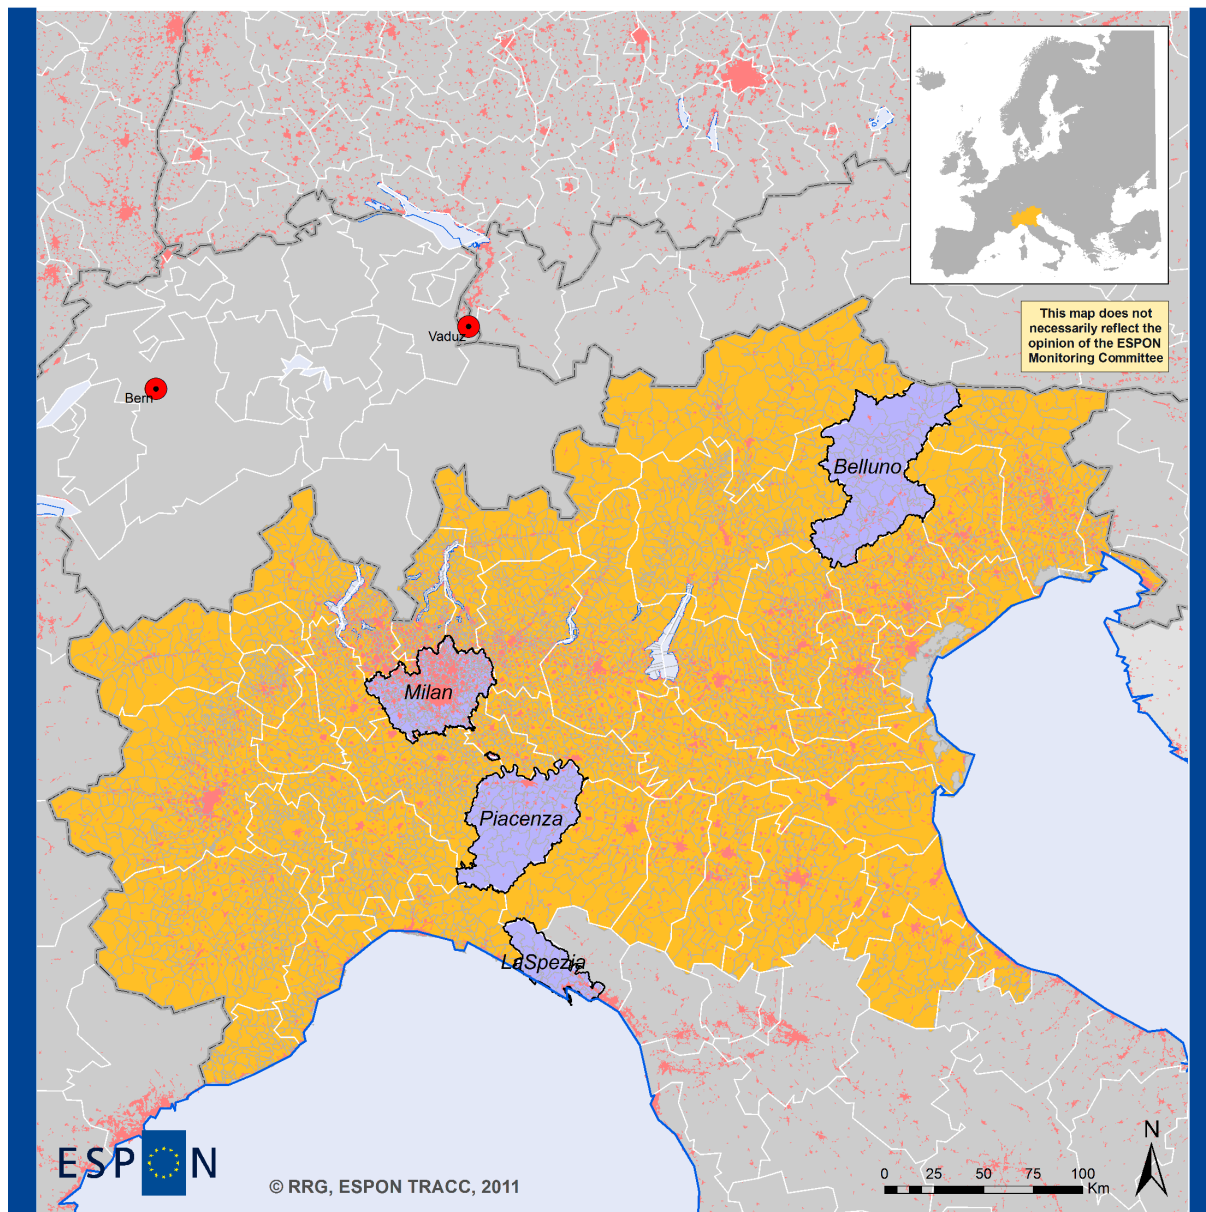 This map does not
necessarily reflect the
opinion of the ESPON
Monitoring Committee
Vaduz
Bern
Belluno
Milan
Piacenza
LaSpezia
N
ESPON
© RRG, ESPON TRACC, 2011
0 25 50 75 100
Km